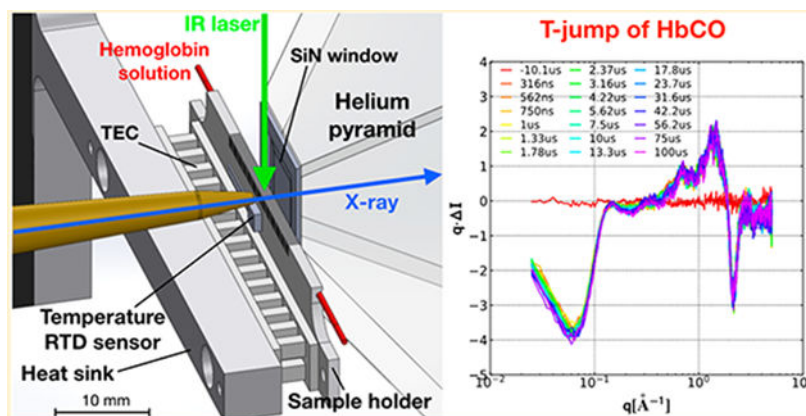 IR laser
Hemoglobin
solution
SiN window
TEC
Helium
pyramid
X-ray
Temperature
RTD sensor
Heat sink
Sample holder
10 mm
T-jump of HbCO
4
3
2
1
0
−1
−2
−3
−4
−5
q·ΔI
-10.1us 2.37us 17.8us
316ns 3.16us 23.7us
562ns 4.22us 31.6us
750ns 5.62us 42.2us
1us 7.5us 56.2us
1.33us 10us 75us
1.78us 13.3us 100us
10⁻² 10⁻¹ 10⁰ 10
q[Å⁻¹]